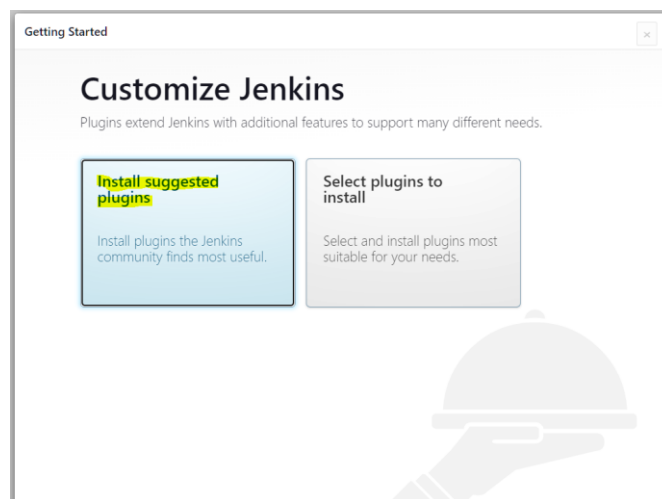 Getting Started
×
Customize Jenkins
Plugins extend Jenkins with additional features to support many different needs.
Install suggested
plugins
Install plugins the Jenkins
community finds most useful.
Select plugins to
install
Select and install plugins most
suitable for your needs.